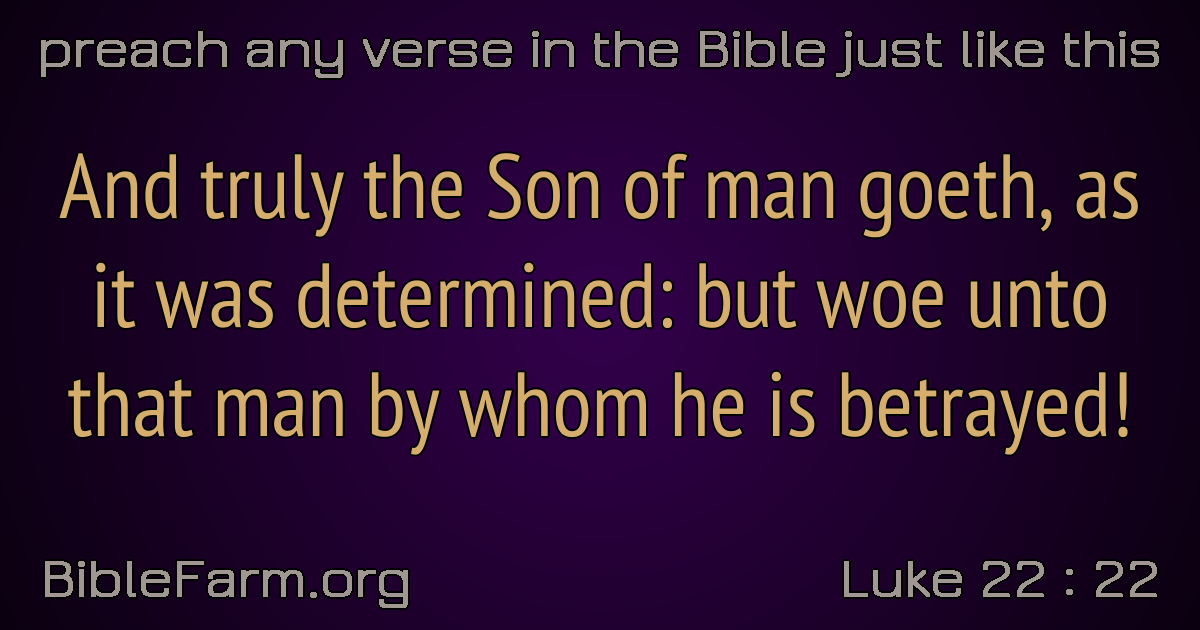 preach any verse in the Bible just like this
And truly the Son of man goeth, as
it was determined: but woe unto
that man by whom he is betrayed!
BibleFarm.org
Luke 22 : 22